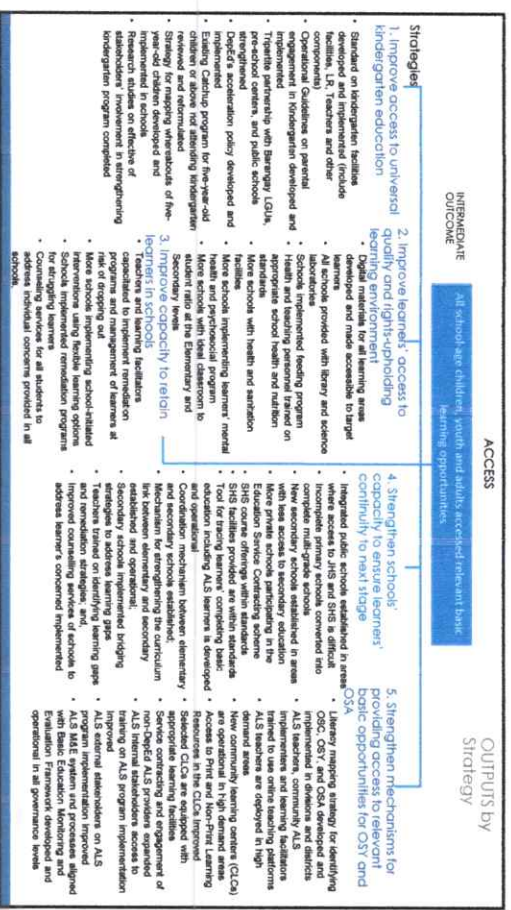 ACCESS
OUTPUTS by
Strategy
INTERMEDIATE
OUTCOME
All school-age children, youth and adults accessed relevant basic
learning opportunities
Strategies
1. Improve access to universal
kindergarten education
• Standard on kindergarten facilities
developed and implemented (include
facilities, LR, Teachers and other
components)
• Operational Guidelines on parental
engagement in Kindergarten developed and
implemented
• Tripartite partnership with Barangay LGUs,
pre-school centers, and public schools
strengthened
• DepEd's acceleration policy developed and
implemented
• Existing Catchup program for five-year-old
children or above not attending kindergarten
reviewed and reformulated
• Strategy for mapping whereabouts of five-
year-old children developed and
implemented in schools
• Research studies on effective of
stakeholders' involvement in strengthening
kindergarten program completed
2. Improve learners' access to
quality and rights-upholding
learning environment
• Digital materials for all learning areas
developed and made accessible to target
learners
• All schools provided with library and science
laboratories
• Schools implemented feeding program
• Health and teaching personnel trained on
appropriate school health and nutrition
standards
• More schools with health and sanitation
facilities
• More schools implementing learners' mental
health and psychosocial program
• More schools with ideal classroom to
student ratio at the Elementary and
Secondary levels
3. Improve capacity to retain
learners in schools
• Teachers and learning facilitators
capacitated to implement remediation
programs and management of learners at
risk of dropping out
• More schools implementing school-initiated
interventions using flexible learning options
• Schools implemented remediation programs
for struggling learners
• Counseling services for all students to
address individual concerns provided in all
schools.
4. Strengthen schools'
capacity to ensure learners'
continuity to next stage
• Integrated public schools established in areas
where access to JHS and SHS is difficult
• Incomplete primary schools converted into
complete multi-grade schools
• New secondary schools established in areas
with less access to secondary education
• More private schools participating in the
Education Service Contracting scheme
• SHS course offerings within standards
• SHS facilities provided are within standards
• Tool for tracing learners' completing basic
education including ALS learners is developed
and operational
• Coordination mechanism between elementary
and secondary schools established;
• Mechanism for strengthening the curriculum
link between elementary and secondary
established and operational;
• Secondary schools implemented bridging
strategies to address learning gaps
• Teachers trained on identifying learning gaps
and remediation strategies; and,
• Improved counselling services of schools to
address learner's concerned implemented
5. Strengthen mechanisms for
providing access to relevant
basic opportunities for OSY and
OSA
• Literacy mapping strategy for identifying
OSC, OSY, and OSA developed and
implemented in divisions and districts
• ALS teachers, community ALS
implementers and learning facilitators
trained to use online teaching platforms
• ALS teachers are deployed in high
demand areas
• New community learning centers (CLCs)
are operational in high demand areas
• Access to Print and Non-Print Learning
Resources in the CLCs Improved
• Selected CLCs are equipped with
appropriate learning facilities
• Service contracting and engagement of
non-DepEd ALS providers expanded
• ALS internal stakeholders access to
training on ALS program implementation
improved
• ALS external stakeholders on ALS
program implementation improved
• ALS M&E system and processes aligned
with Basic Education Monitoring and
Evaluation Framework developed and
operational in all governance levels